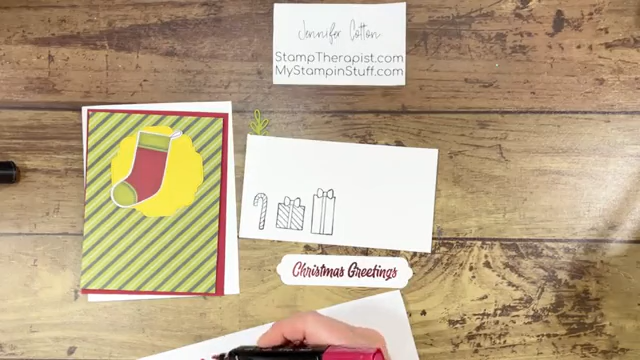 Jennifer Cotton
StampTherapist.com
MyStampinStuff.com
Christmas Greetings